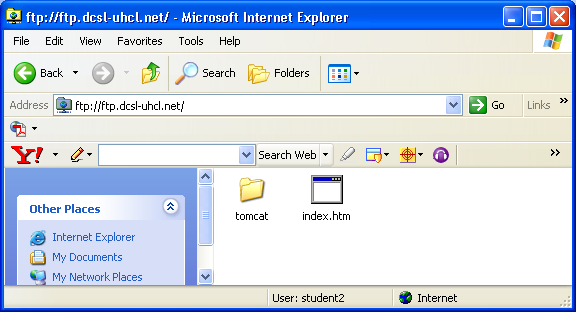 ftp://ftp.dcsl-uhcl.net/ - Microsoft Internet Explorer
File Edit View Favorites Tools Help
Back Search Folders
Address ftp://ftp.dcsl-uhcl.net/ Go Links »
Y! Search Web »
Other Places
Internet Explorer
My Documents
My Network Places
tomcat index.htm
User: student2 Internet